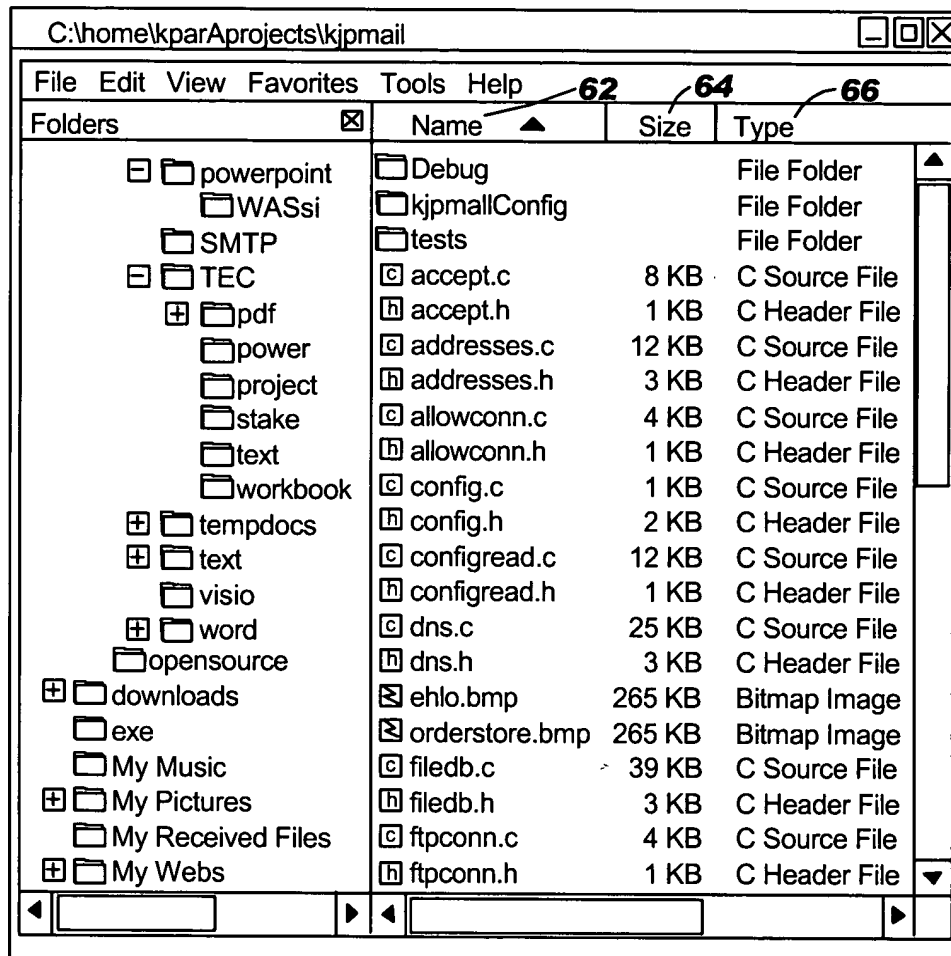 C:\home\kparAprojects\kjpmail
File Edit View Favorites Tools Help
62 64 66
Folders
Name Size Type
powerpoint
WASsi
SMTP
TEC
pdf
power
project
stake
text
workbook
tempdocs
text
visio
word
opensource
downloads
exe
My Music
My Pictures
My Received Files
My Webs
Debug File Folder
kjpmallConfig File Folder
tests File Folder
c accept.c 8 KB C Source File
h accept.h 1 KB C Header File
c addresses.c 12 KB C Source File
h addresses.h 3 KB C Header File
c allowconn.c 4 KB C Source File
h allowconn.h 1 KB C Header File
c config.c 1 KB C Source File
h config.h 2 KB C Header File
c configread.c 12 KB C Source File
h configread.h 1 KB C Header File
c dns.c 25 KB C Source File
h dns.h 3 KB C Header File
ehlo.bmp 265 KB Bitmap Image
orderstore.bmp 265 KB Bitmap Image
c filedb.c 39 KB C Source File
h filedb.h 3 KB C Header File
c ftpconn.c 4 KB C Source File
h ftpconn.h 1 KB C Header File